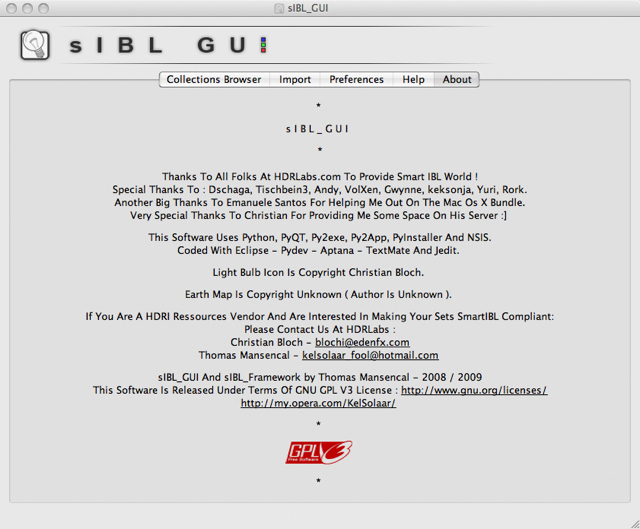 sIBL_GUI
s I B L G U i
Collections Browser Import Preferences Help About
*
s I B L _ G U I
*
Thanks To All Folks At HDRLabs.com To Provide Smart IBL World !
Special Thanks To : Dschaga, Tischbein3, Andy, VolXen, Gwynne, keksonja, Yuri, Rork.
Another Big Thanks To Emanuele Santos For Helping Me Out On The Mac Os X Bundle.
Very Special Thanks To Christian For Providing Me Some Space On His Server :]
This Software Uses Python, PyQT, Py2exe, Py2App, PyInstaller And NSIS.
Coded With Eclipse - Pydev - Aptana - TextMate And Jedit.
Light Bulb Icon Is Copyright Christian Bloch.
Earth Map Is Copyright Unknown ( Author Is Unknown ).
If You Are A HDRI Ressources Vendor And Are Interested In Making Your Sets SmartIBL Compliant:
Please Contact Us At HDRLabs :
Christian Bloch - blochi@edenfx.com
Thomas Mansencal - kelsolaar_fool@hotmail.com
sIBL_GUI And sIBL_Framework by Thomas Mansencal - 2008 / 2009
This Software Is Released Under Terms Of GNU GPL V3 License : http://www.gnu.org/licenses/
http://my.opera.com/KelSolaar/
*
GPLv3
Free Software
*